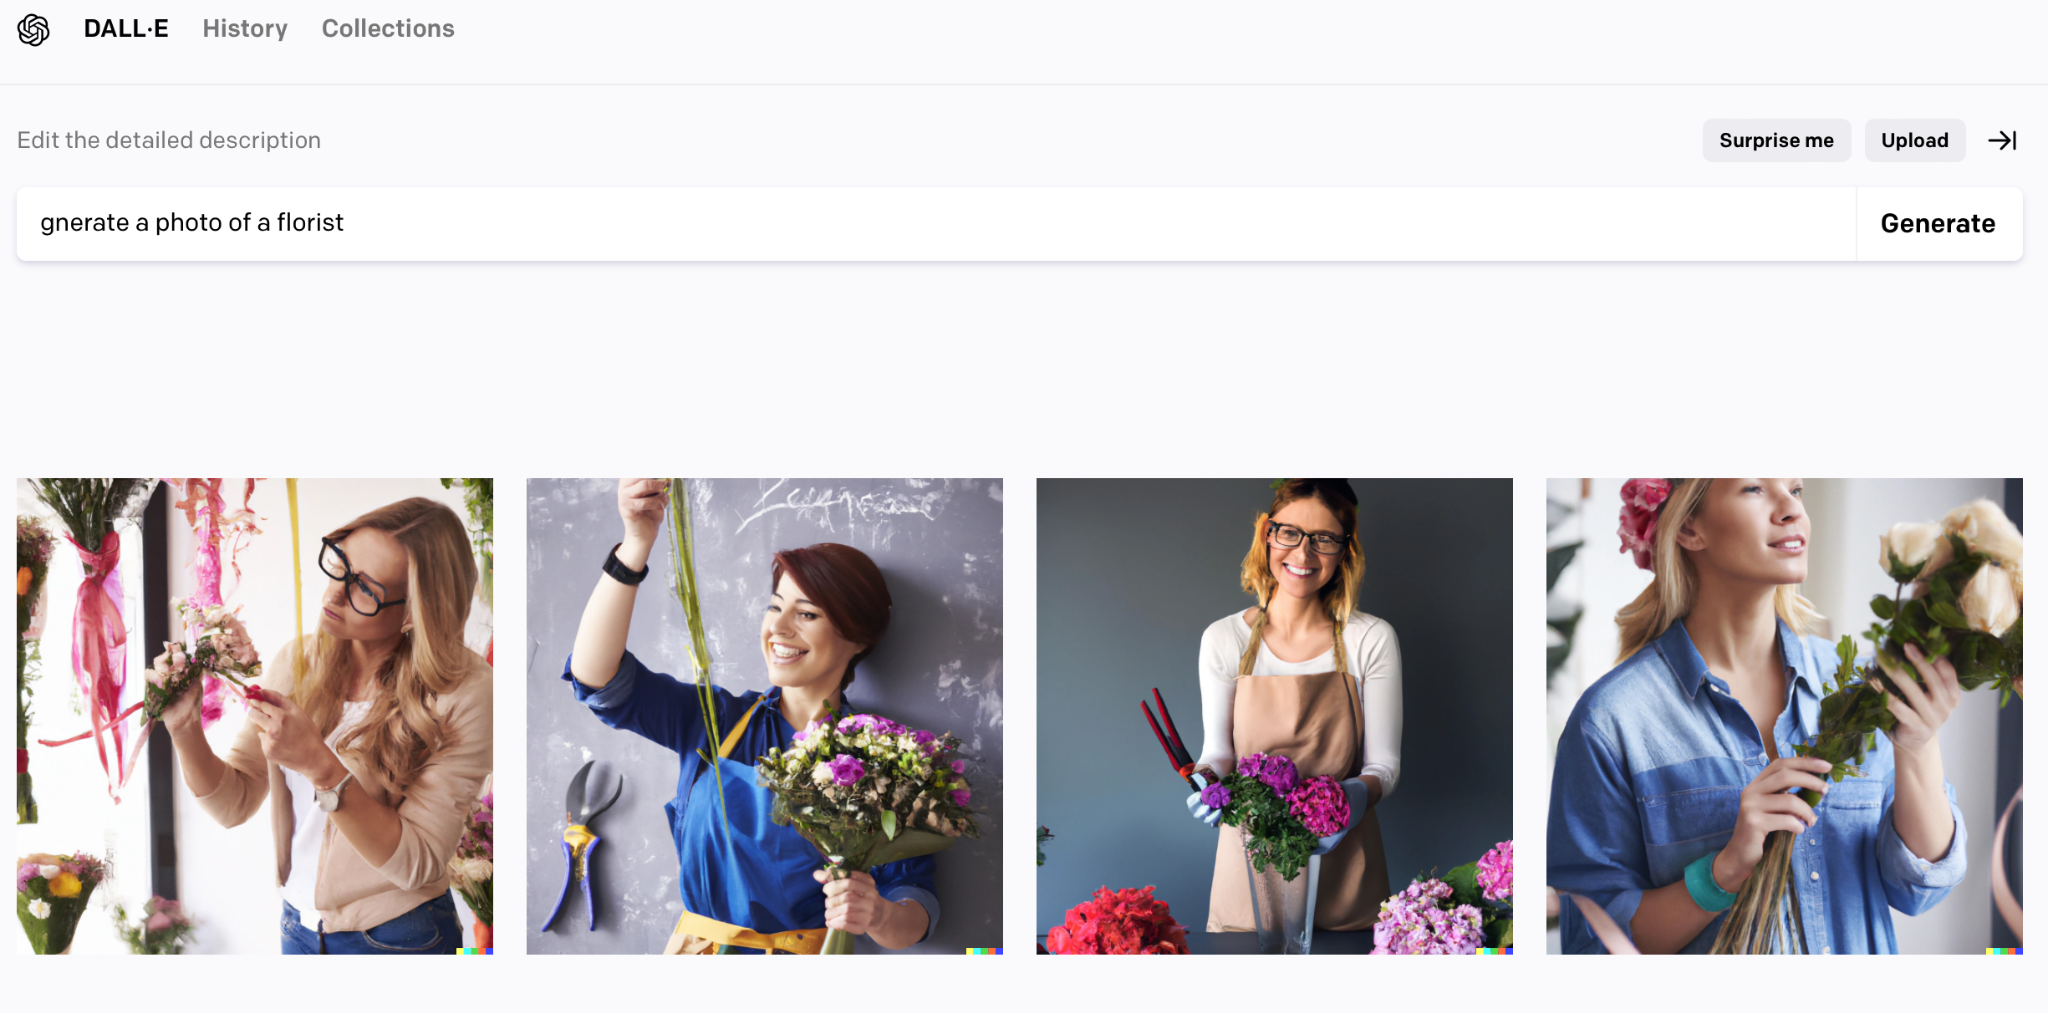 DALL·E History Collections
Edit the detailed description
Surprise me Upload
gnerate a photo of a florist
Generate